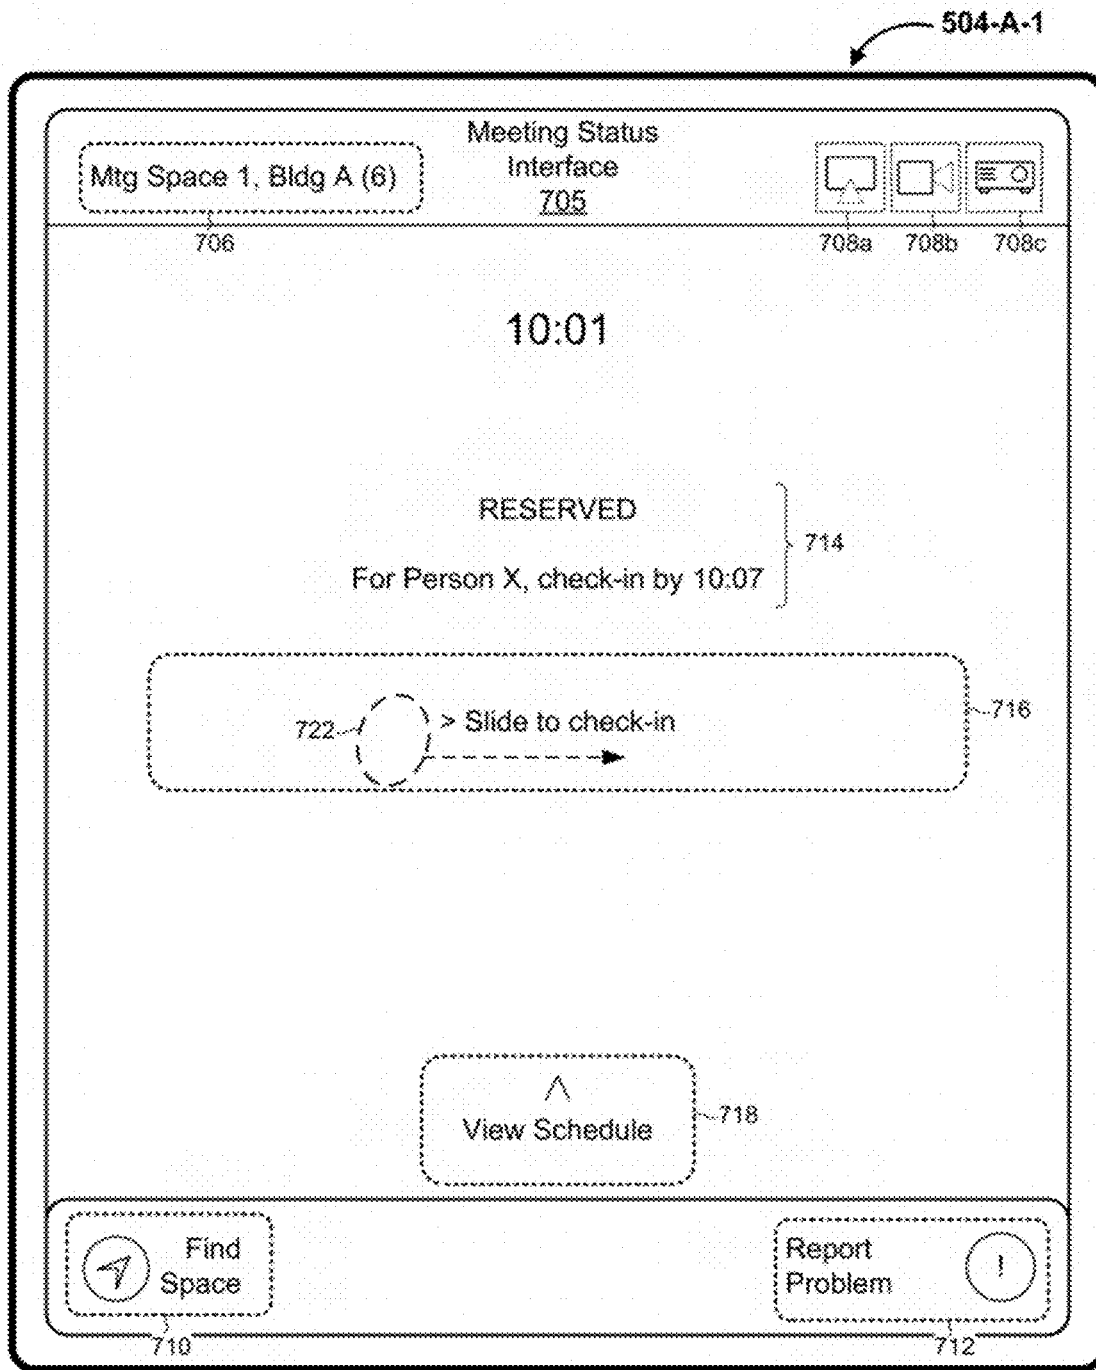 504-A-1
Meeting Status
Interface
705
Mtg Space 1, Bldg A (6)
706
708a 708b 708c
10:01
RESERVED
For Person X, check-in by 10:07
714
722
> Slide to check-in
716
^
View Schedule
718
Find
Space
710
Report
Problem
!
712